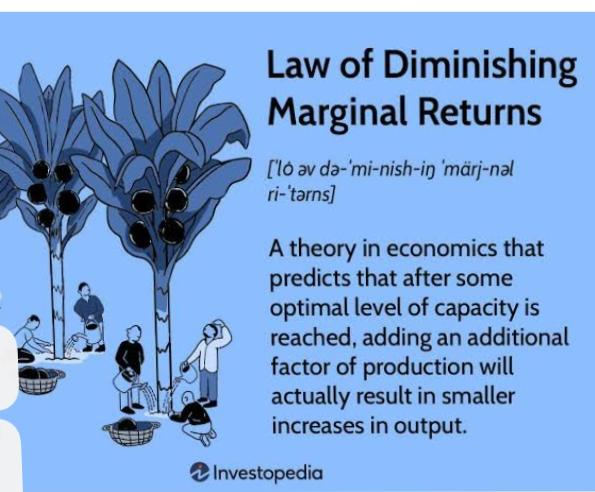 Law of Diminishing
Marginal Returns
['lȯ əv də-ˈmi-nish-iŋ ˈmärj-nəl
ri-ˈtərns]
A theory in economics that
predicts that after some
optimal level of capacity is
reached, adding an additional
factor of production will
actually result in smaller
increases in output.
Investopedia